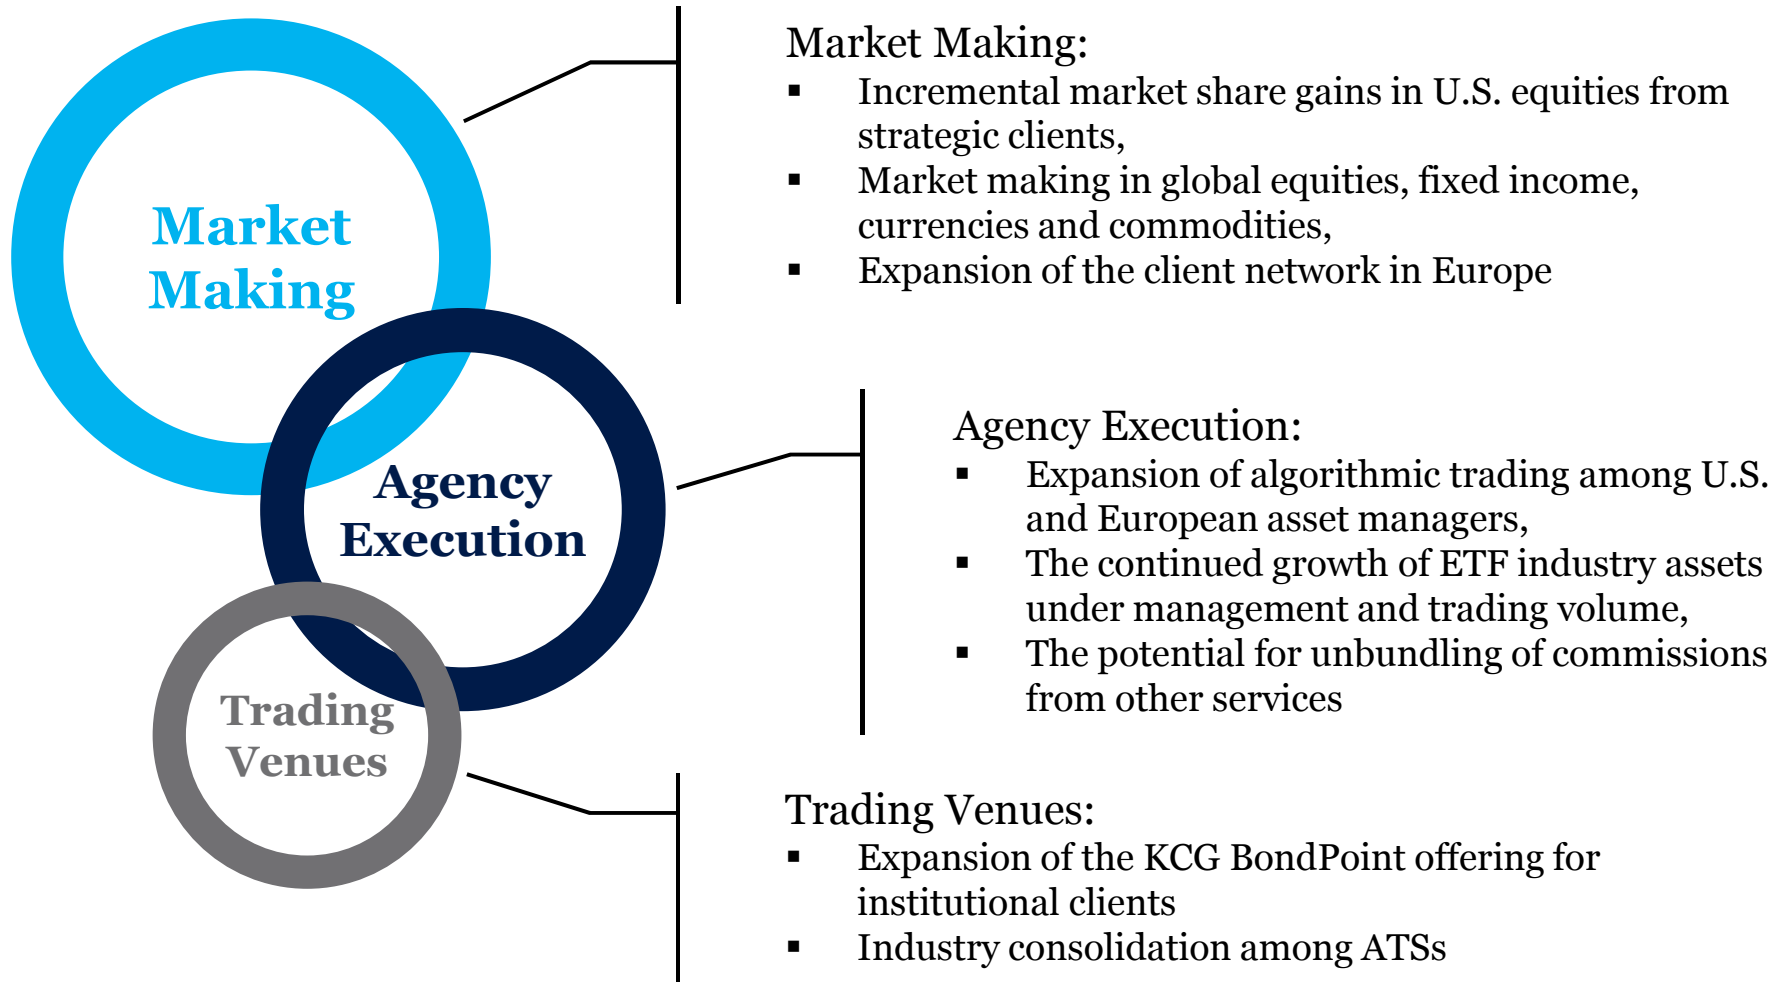 Market
Making
Market Making:
▪ Incremental market share gains in U.S. equities from
strategic clients,
▪ Market making in global equities, fixed income,
currencies and commodities,
▪ Expansion of the client network in Europe
Agency
Execution
Agency Execution:
▪ Expansion of algorithmic trading among U.S.
and European asset managers,
▪ The continued growth of ETF industry assets
under management and trading volume,
▪ The potential for unbundling of commissions
from other services
Trading
Venues
Trading Venues:
▪ Expansion of the KCG BondPoint offering for
institutional clients
▪ Industry consolidation among ATSs